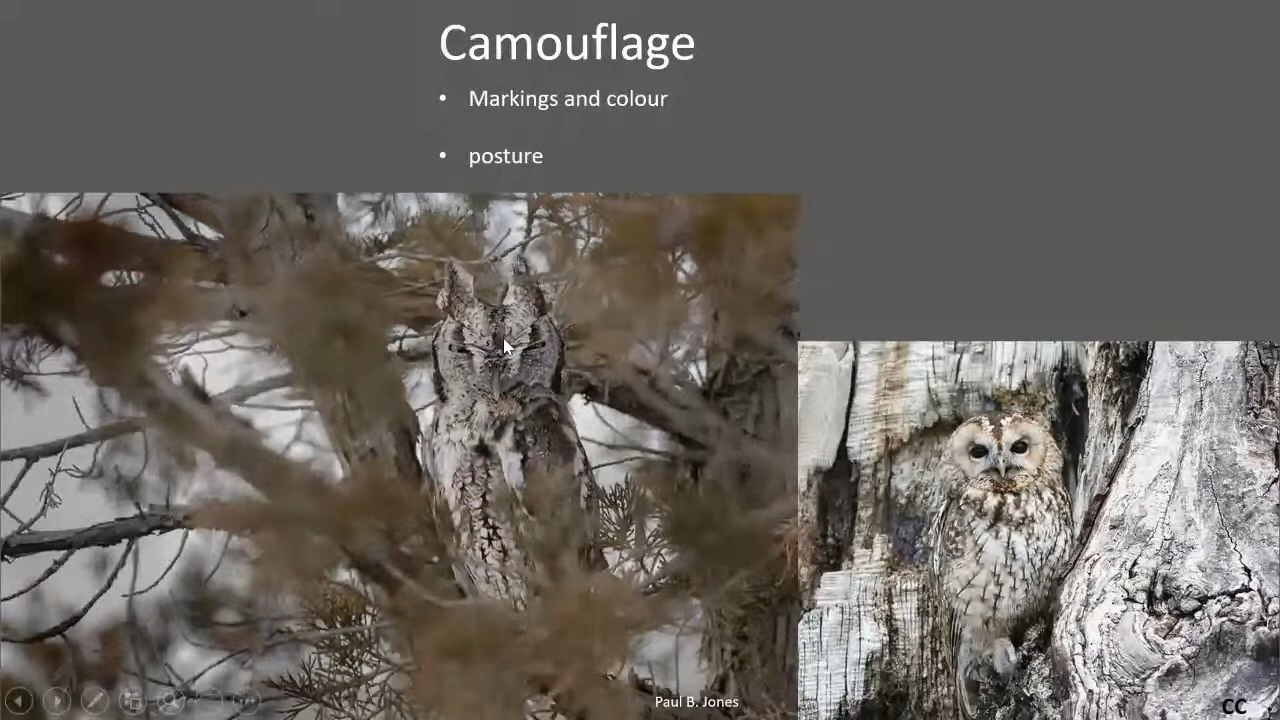 Camouflage
• Markings and colour
• posture
Paul B. Jones
CC